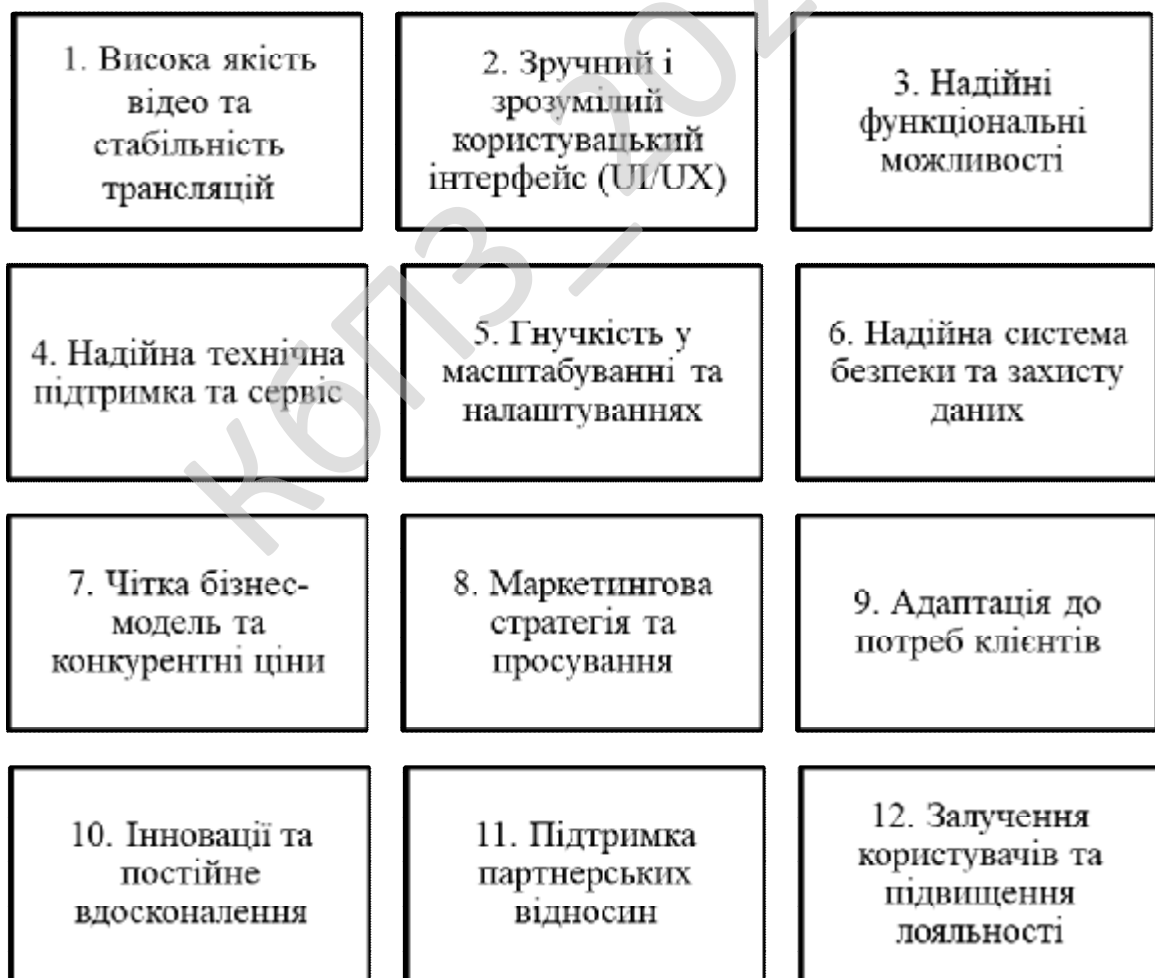 1. Висока якість
відео та
стабільність
трансляцій
2. Зручний і
зрозумілий
користувацький
інтерфейс (UI/UX)
3. Надійні
функціональні
можливості
4. Надійна технічна
підтримка та сервіс
5. Гнучкість у
масштабуванні та
налаштуваннях
6. Надійна система
безпеки та захисту
даних
7. Чітка бізнес-
модель та
конкурентні ціни
8. Маркетингова
стратегія та
просування
9. Адаптація до
потреб клієнтів
10. Інновації та
постійне
вдосконалення
11. Підтримка
партнерських
відносин
12. Залучення
користувачів та
підвищення
лояльності